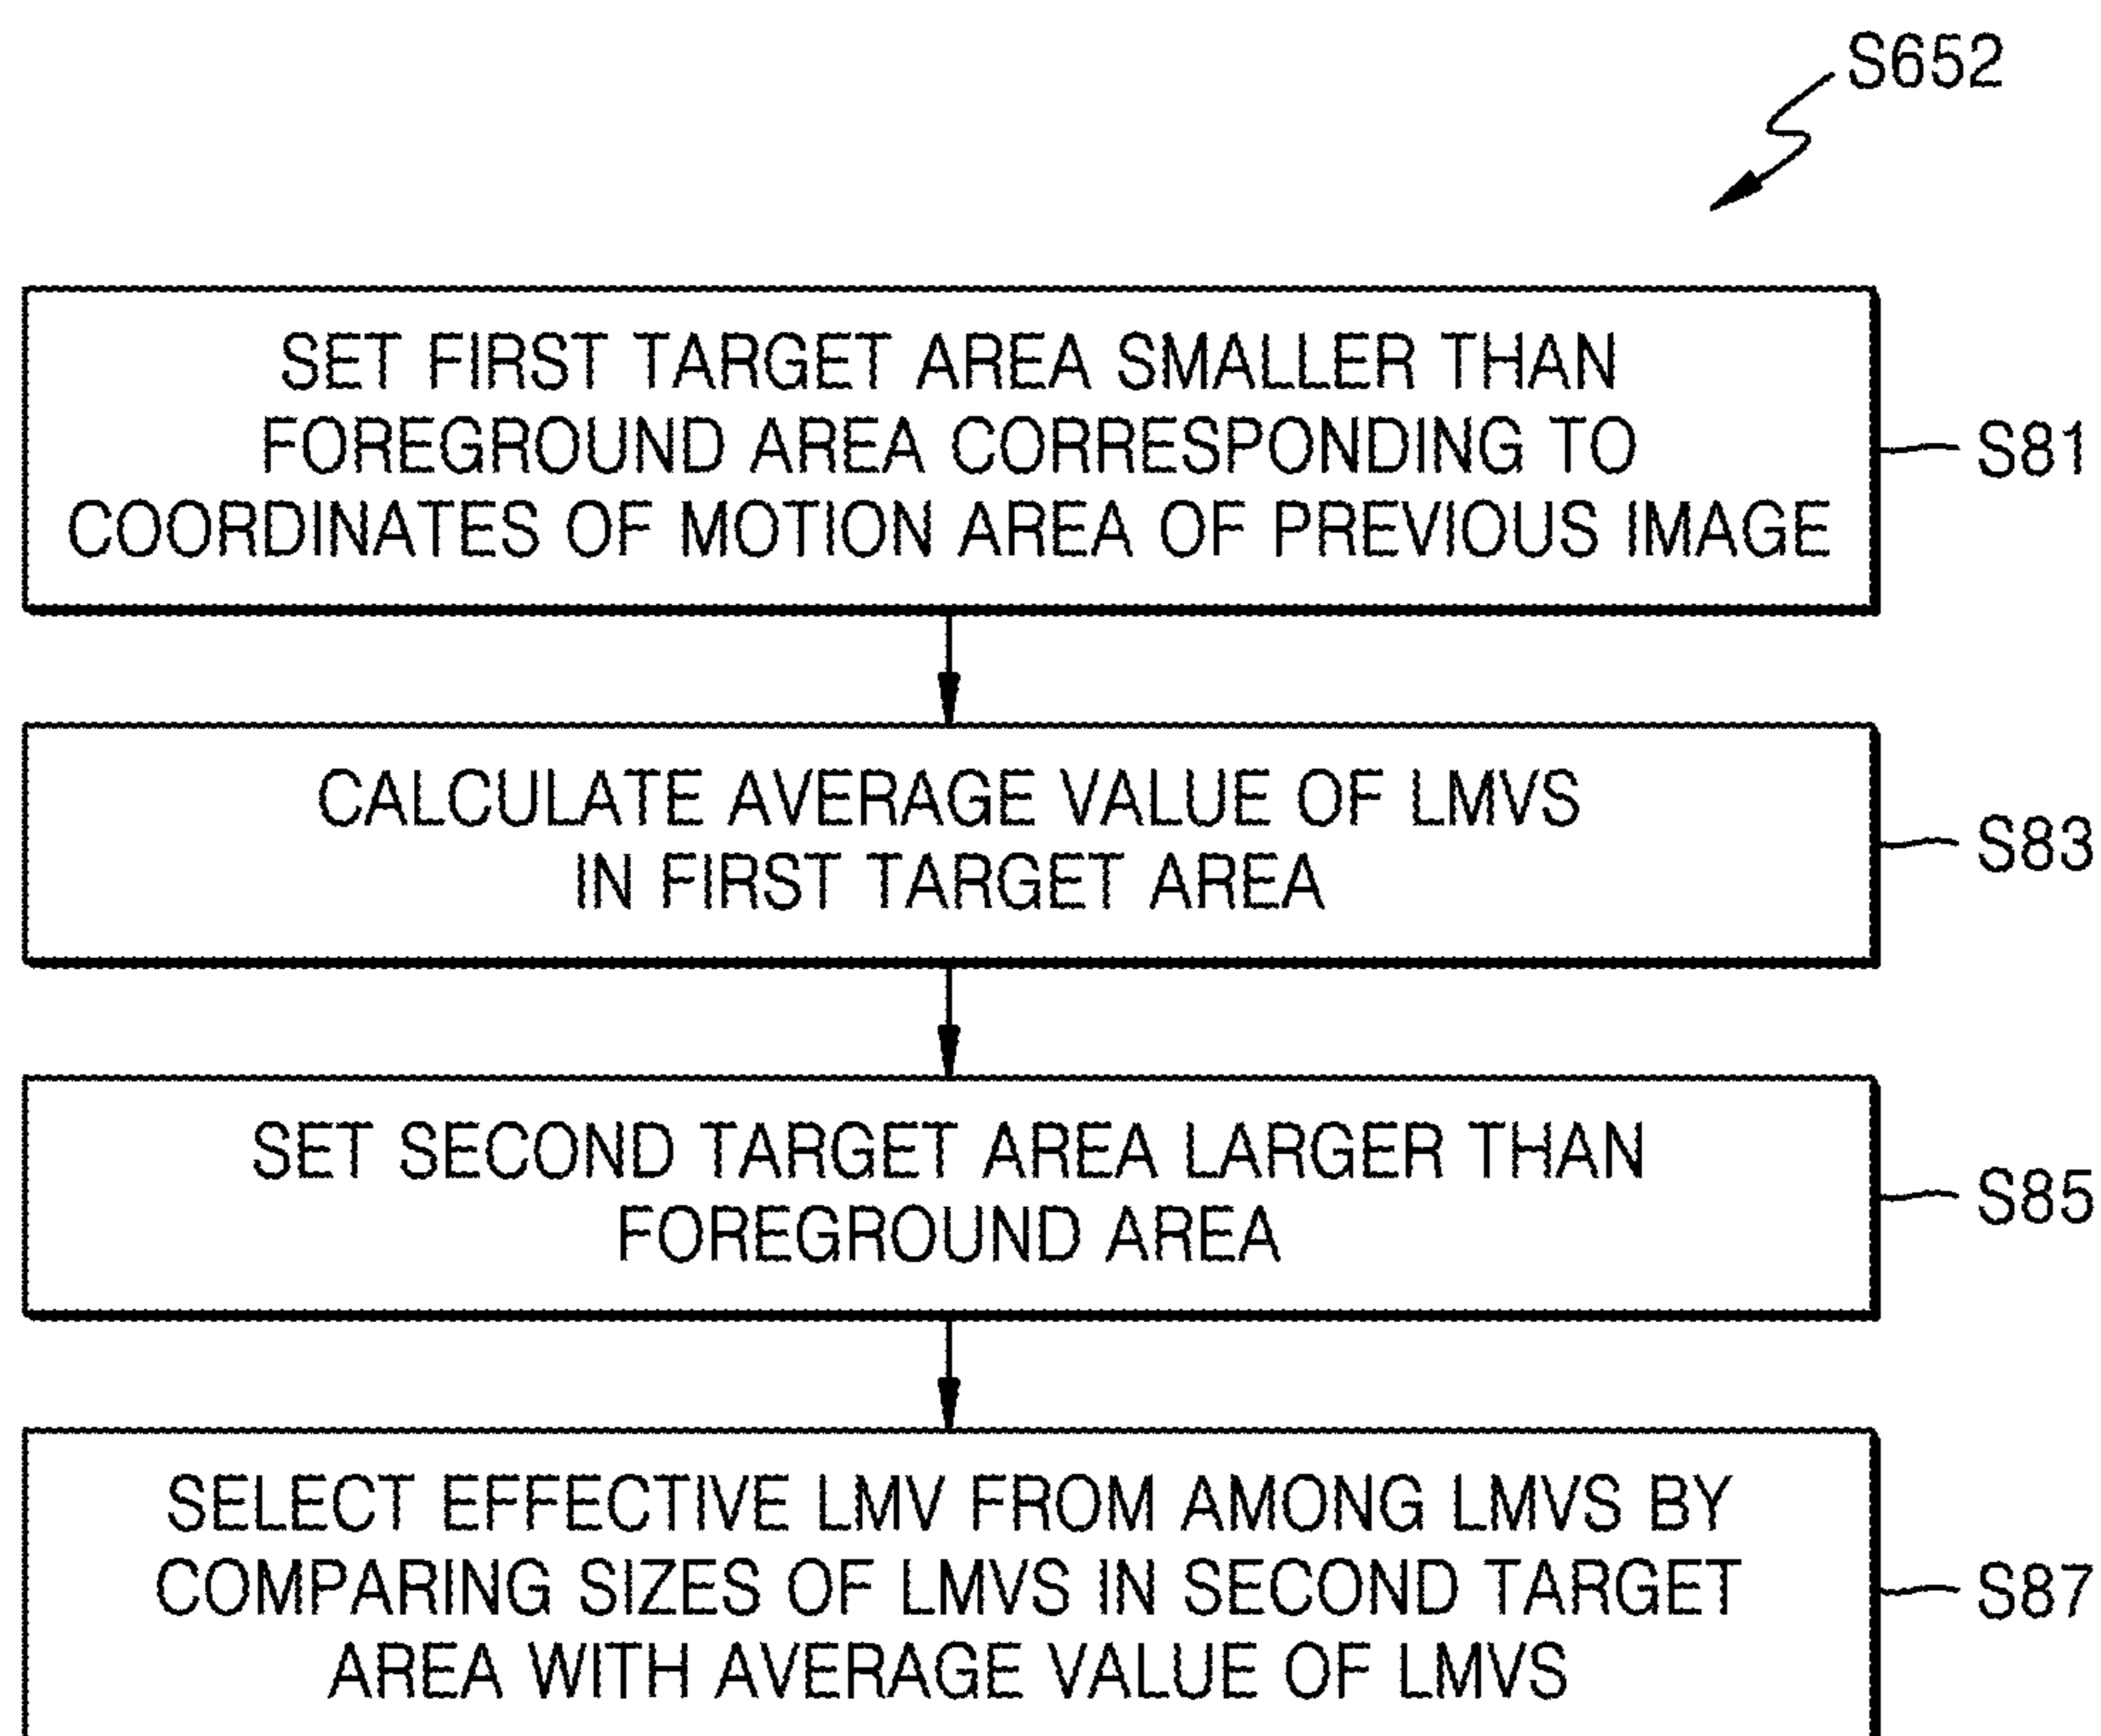 S652
SET FIRST TARGET AREA SMALLER THAN
FOREGROUND AREA CORRESPONDING TO
COORDINATES OF MOTION AREA OF PREVIOUS IMAGE
S81
CALCULATE AVERAGE VALUE OF LMVS
IN FIRST TARGET AREA
S83
SET SECOND TARGET AREA LARGER THAN
FOREGROUND AREA
S85
SELECT EFFECTIVE LMV FROM AMONG LMVS BY
COMPARING SIZES OF LMVS IN SECOND TARGET
AREA WITH AVERAGE VALUE OF LMVS
S87